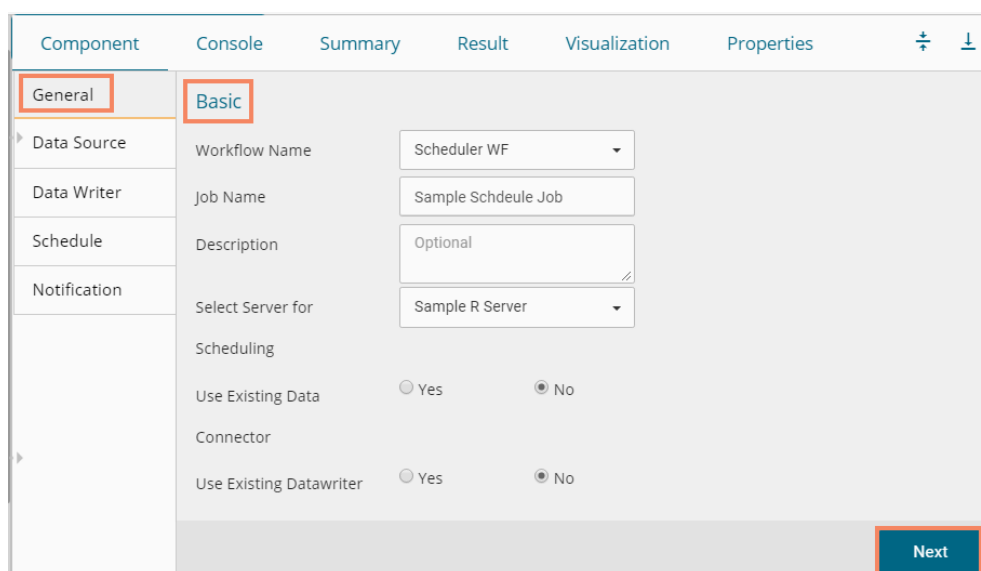 Component Console Summary Result Visualization Properties
General
Data Source
Data Writer
Schedule
Notification
Basic
Workflow Name Scheduler WF
Job Name Sample Schdeule Job
Description Optional
Select Server for Sample R Server
Scheduling
Use Existing Data Yes No
Connector
Use Existing Datawriter Yes No
Next